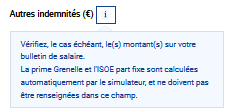 Autres indemnités (€) i
Vérifiez, le cas échéant, le(s) montant(s) sur votre
bulletin de salaire.
La prime Grenelle et l'ISOE part fixe sont calculées
automatiquement par le simulateur, et ne doivent pas
être renseignées dans ce champ.